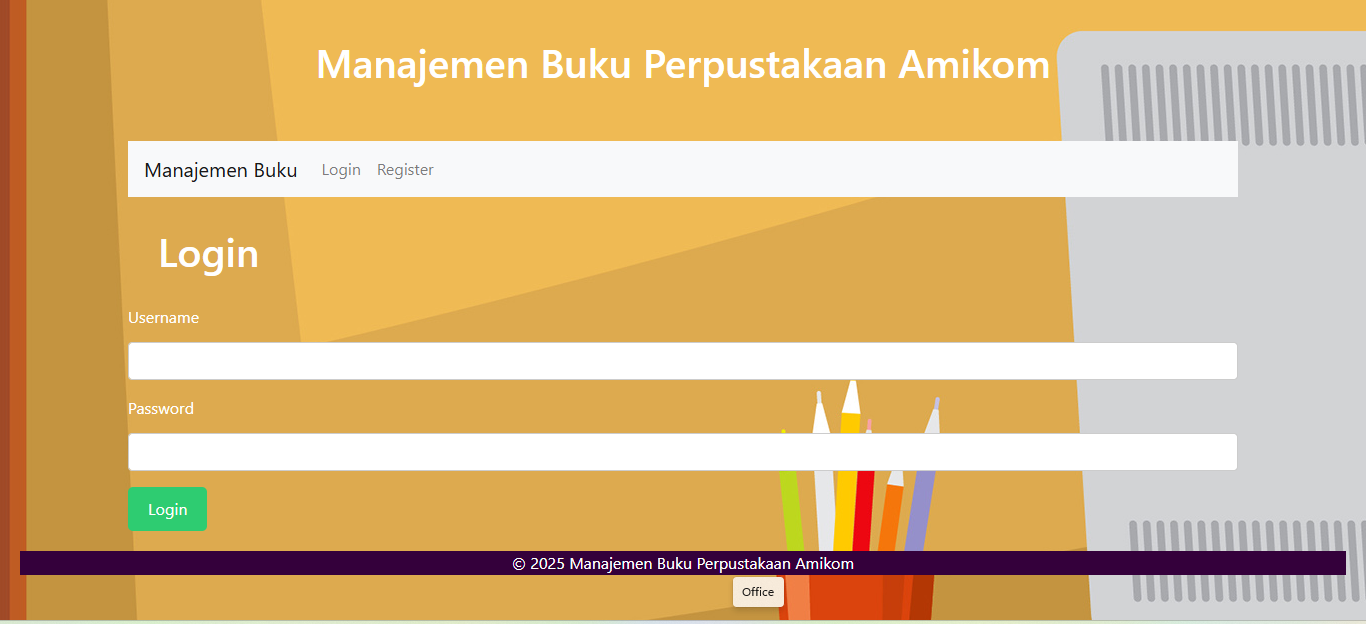 Manajemen Buku Perpustakaan Amikom
Manajemen Buku Login Register
Login
Username
Password
Login
© 2025 Manajemen Buku Perpustakaan Amikom
Office